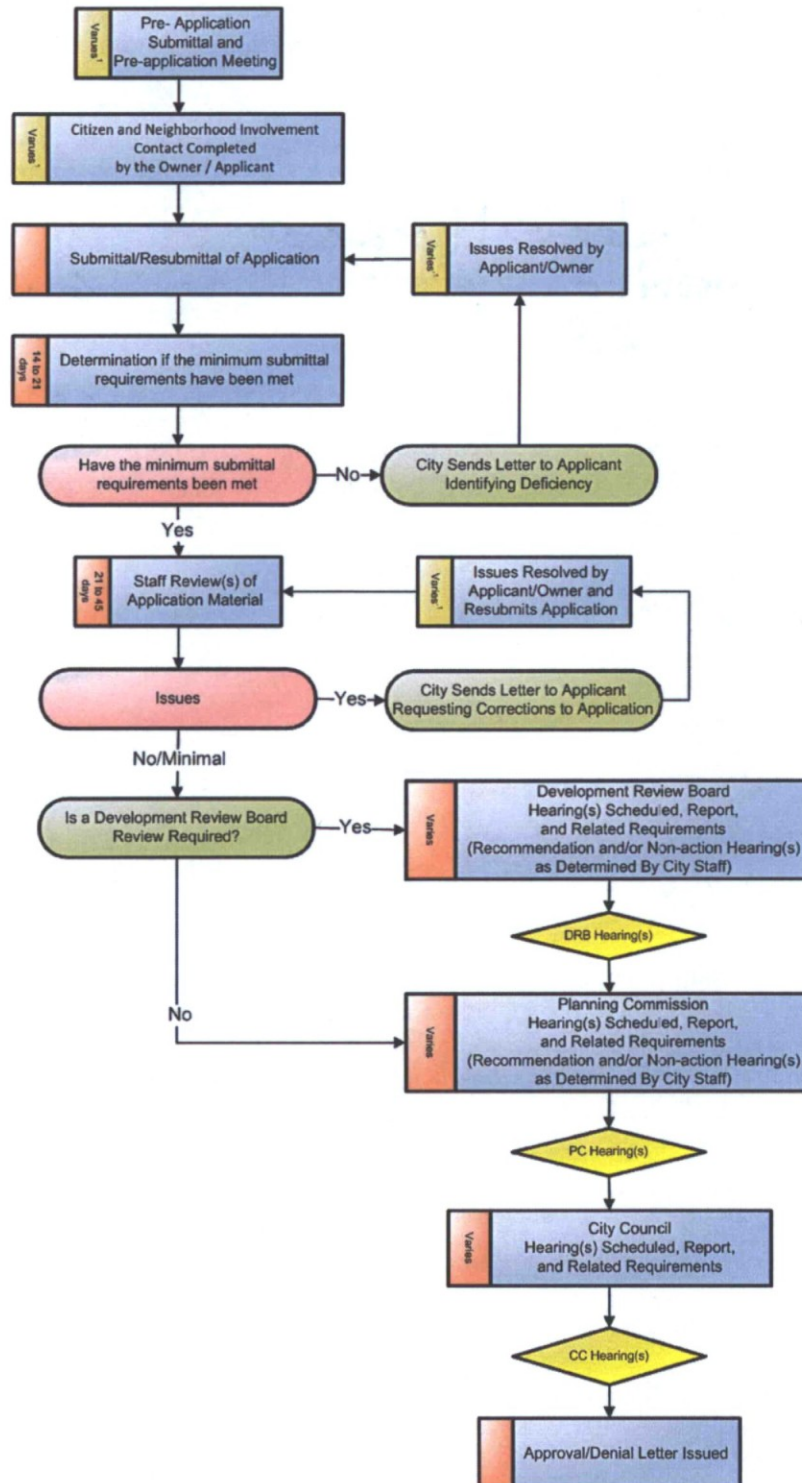 Varues¹
Pre- Application
Submittal and
Pre-application Meeting
Varues¹
Citizen and Neighborhood Involvement
Contact Completed
by the Owner / Applicant
Submittal/Resubmittal of Application
Varies¹
Issues Resolved by
Applicant/Owner
14 to 21
days
Determination if the minimum submittal
requirements have been met
Have the minimum submittal
requirements been met
No
City Sends Letter to Applicant
Identifying Deficiency
Yes
21 to 45
days
Staff Review(s) of
Application Material
Varies¹
Issues Resolved by
Applicant/Owner and
Resubmits Application
Issues
Yes
City Sends Letter to Applicant
Requesting Corrections to Application
No/Minimal
Is a Development Review Board
Review Required?
Yes
Varies
Development Review Board
Hearing(s) Scheduled, Report,
and Related Requirements
(Recommendation and/or Non-action Hearing(s)
as Determined By City Staff)
DRB Hearing(s)
No
Varies
Planning Commission
Hearing(s) Scheduled, Report,
and Related Requirements
(Recommendation and/or Non-action Hearing(s)
as Determined By City Staff)
PC Hearing(s)
Varies
City Council
Hearing(s) Scheduled, Report,
and Related Requirements
CC Hearing(s)
Approval/Denial Letter Issued